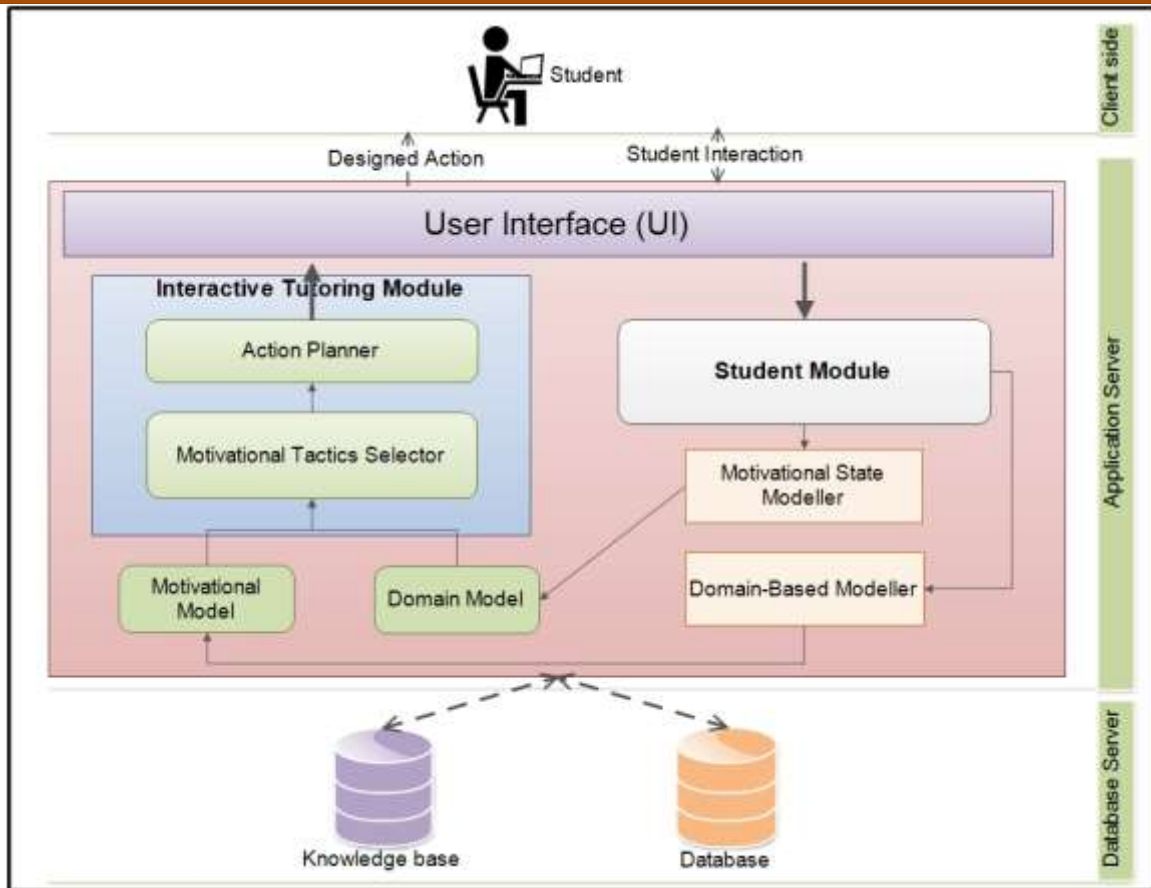 Student
Client side
Designed Action
Student Interaction
User Interface (UI)
Interactive Tutoring Module
Action Planner
Motivational Tactics Selector
Motivational
Model
Domain Model
Student Module
Motivational State
Modeller
Domain-Based Modeller
Application Server
Knowledge base
Database
Database Server